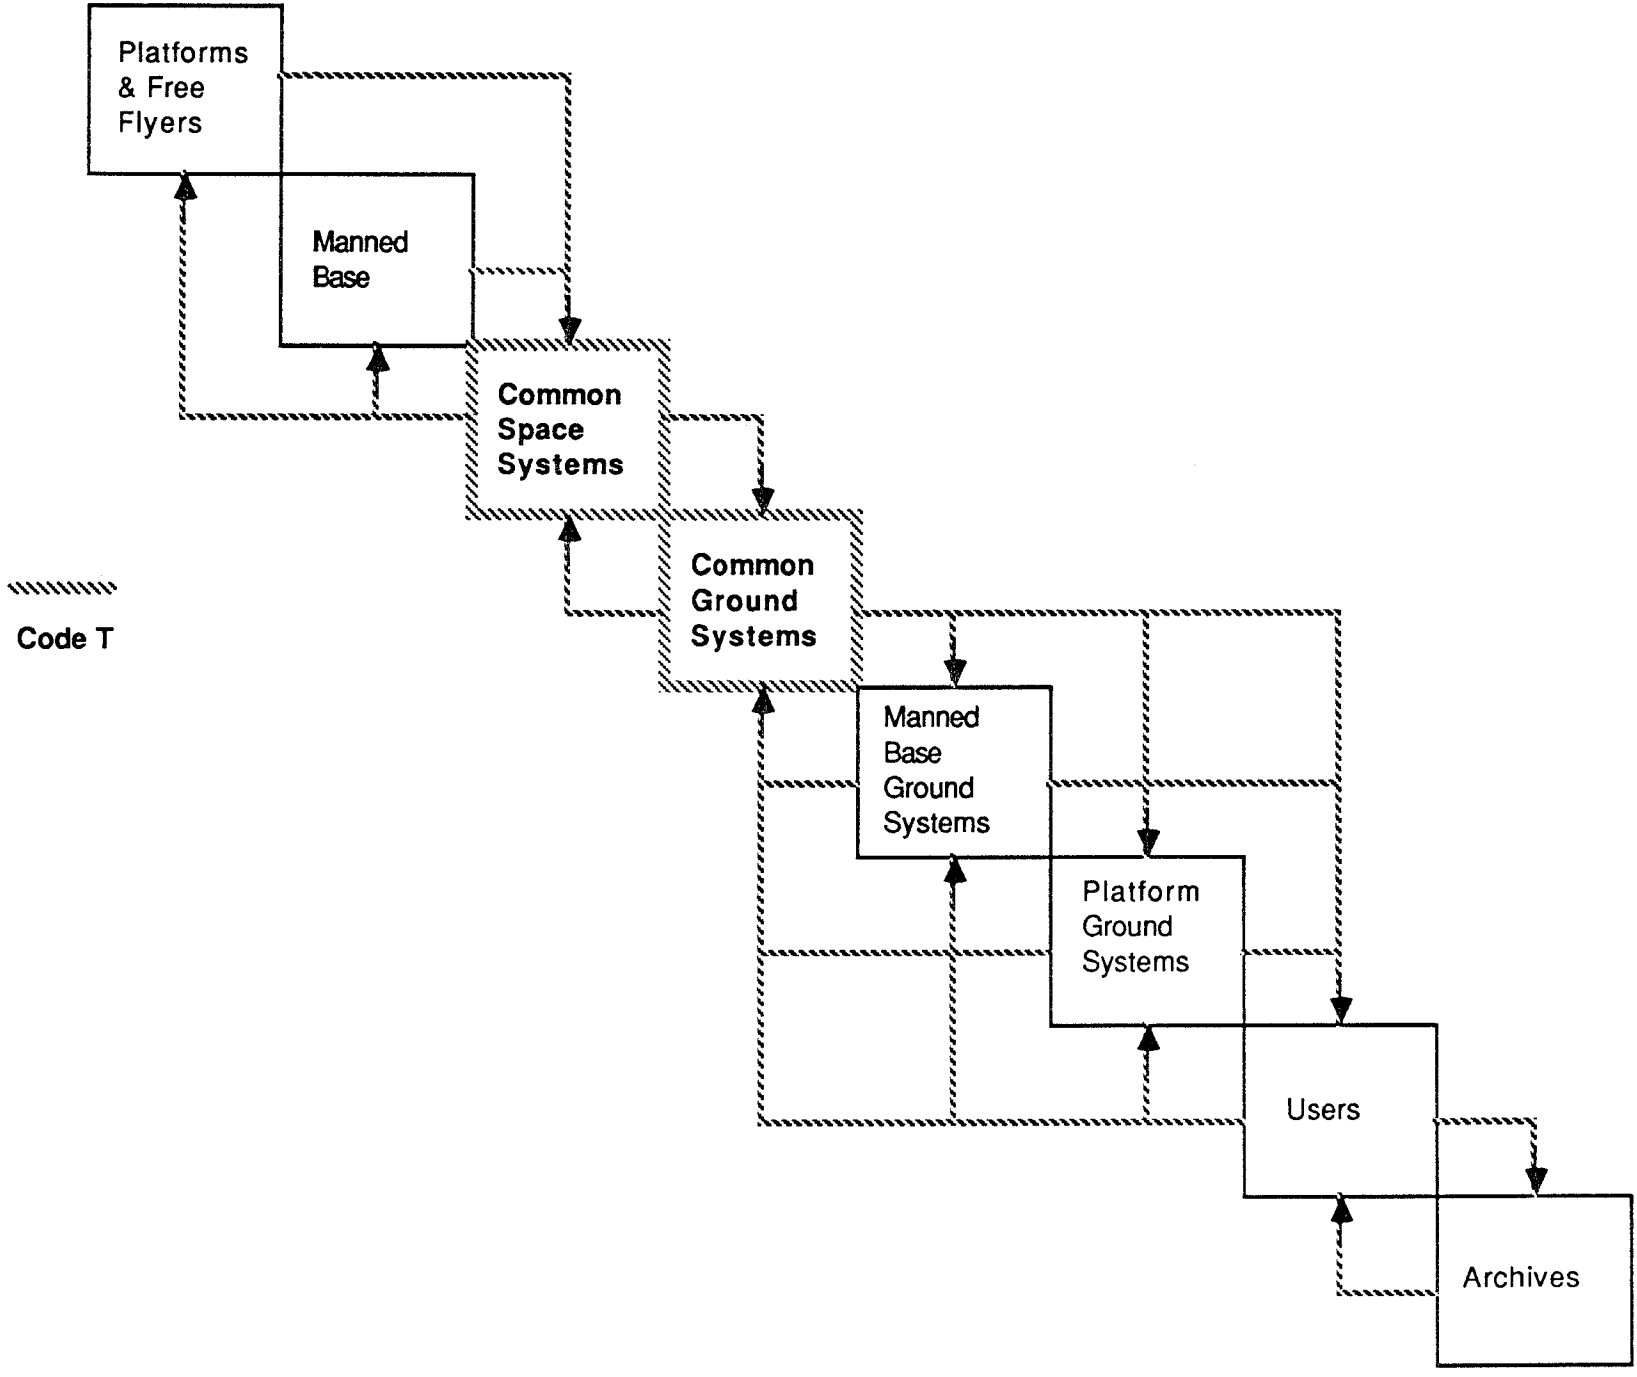 Platforms
& Free
Flyers
Manned
Base
Common
Space
Systems
Common
Ground
Systems
Code T
Manned
Base
Ground
Systems
Platform
Ground
Systems
Users
Archives